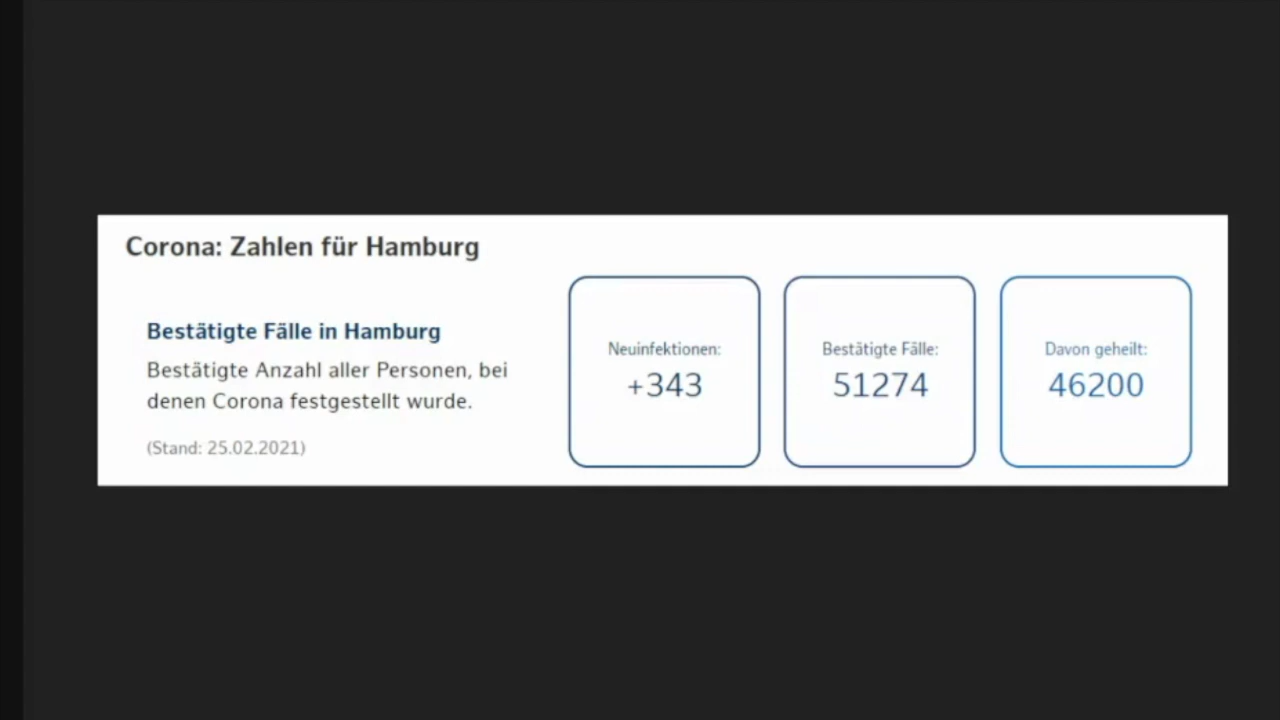 Corona: Zahlen für Hamburg
Bestätigte Fälle in Hamburg
Bestätigte Anzahl aller Personen, bei
denen Corona festgestellt wurde.
(Stand: 25.02.2021)
Neuinfektionen:
+343
Bestätigte Fälle:
51274
Davon geheilt:
46200